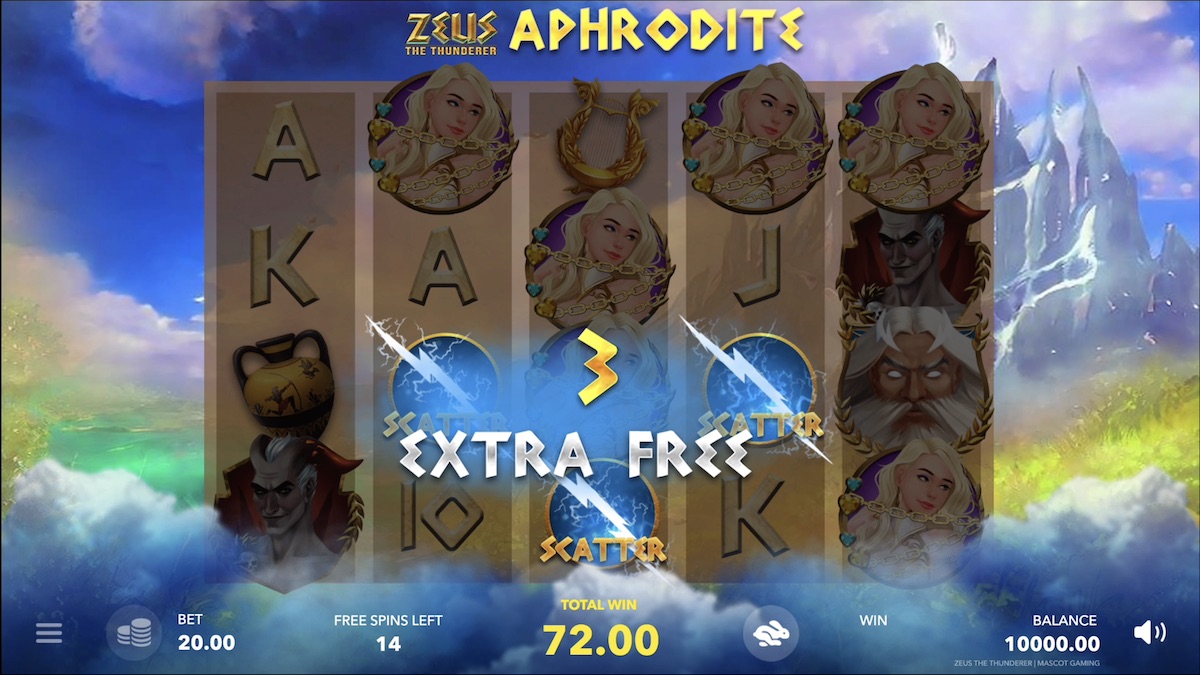 ZEUS
THE THUNDERER
APHRODITE
A
K
A
J
SCATTER
SCATTER
3
EXTRA FREE
10
K
SCATTER
BET
20.00
FREE SPINS LEFT
14
TOTAL WIN
72.00
WIN
BALANCE
10000.00
ZEUS THE THUNDERER | MASCOT GAMING